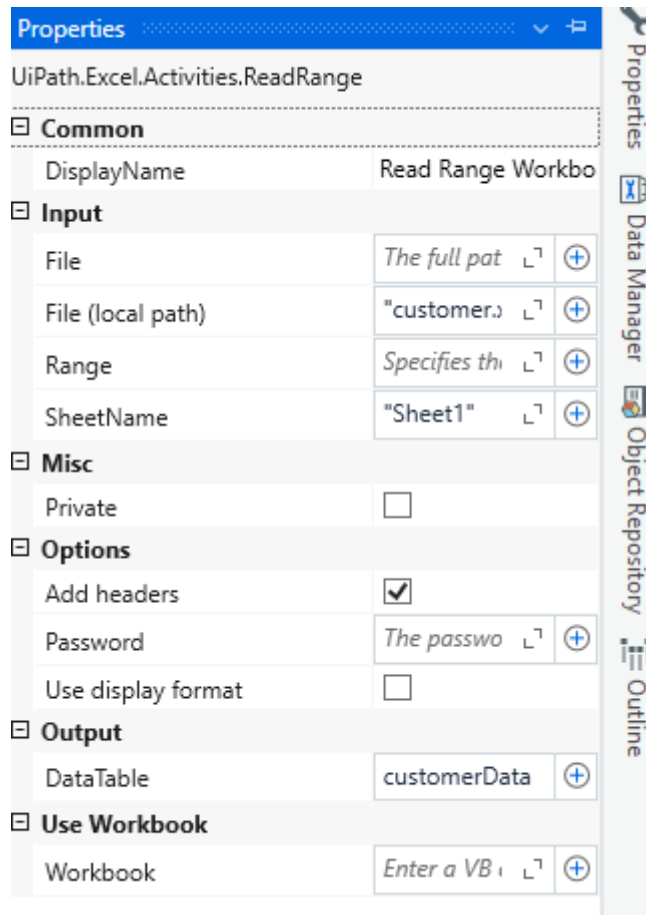 Properties
UiPath.Excel.Activities.ReadRange
Common
DisplayName Read Range Workbo
Input
File The full pat
File (local path) "customer.x
Range Specifies the
SheetName "Sheet1"
Misc
Private
Options
Add headers
Password The passwo
Use display format
Output
DataTable customerData
Use Workbook
Workbook Enter a VB
Properties
Data Manager
Object Repository
Outline